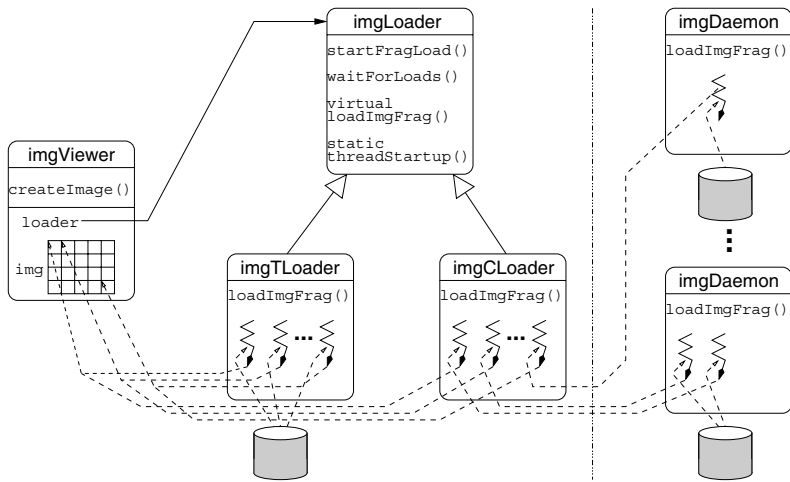 imgLoader
startFragLoad()
waitForLoads()
virtual
loadImgFrag()
static
threadStartup()
imgDaemon
loadImgFrag()
imgViewer
createImage()
loader
img
imgTLoader
loadImgFrag()
imgCLoader
loadImgFrag()
imgDaemon
loadImgFrag()